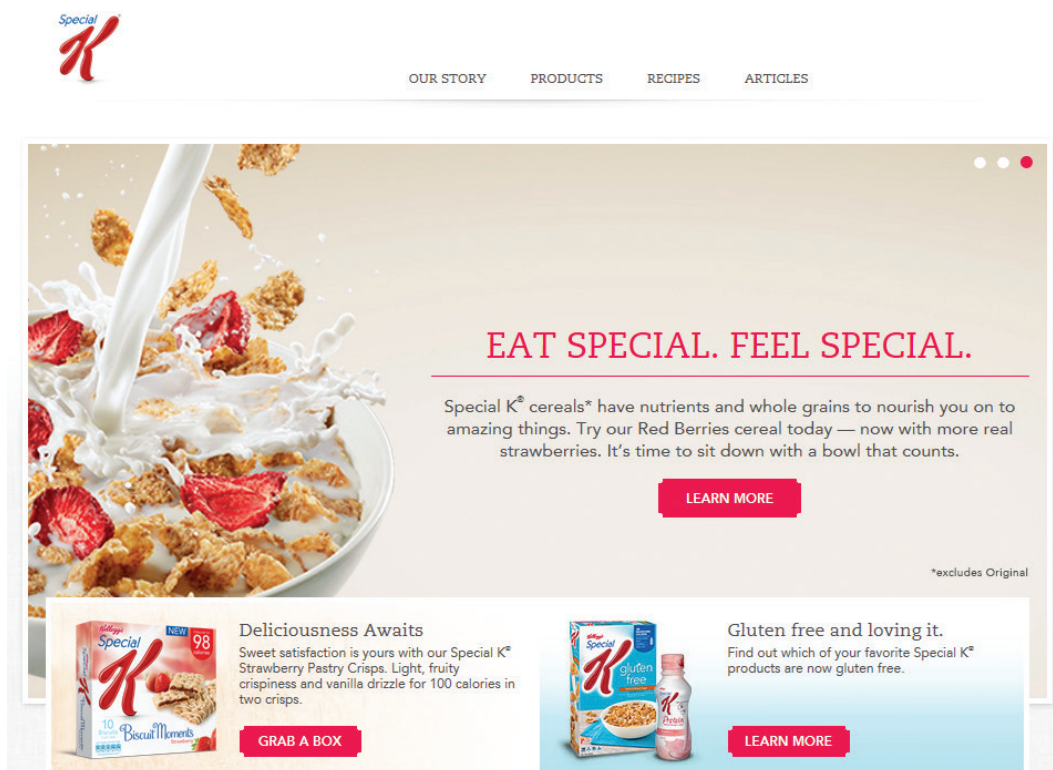 Special
K
OUR STORY PRODUCTS RECIPES ARTICLES
EAT SPECIAL. FEEL SPECIAL.
Special K® cereals* have nutrients and whole grains to nourish you on to
amazing things. Try our Red Berries cereal today — now with more real
strawberries. It's time to sit down with a bowl that counts.
LEARN MORE
*excludes Original
Kellogg's
Special
K
NEW
98
calories
10
Biscuits
Biscuit Moments
Strawberry
Deliciousness Awaits
Sweet satisfaction is yours with our Special K®
Strawberry Pastry Crisps. Light, fruity
crispiness and vanilla drizzle for 100 calories in
two crisps.
GRAB A BOX
Kellogg's
Special
K
gluten
free
K
Protein
Gluten free and loving it.
Find out which of your favorite Special K®
products are now gluten free.
LEARN MORE